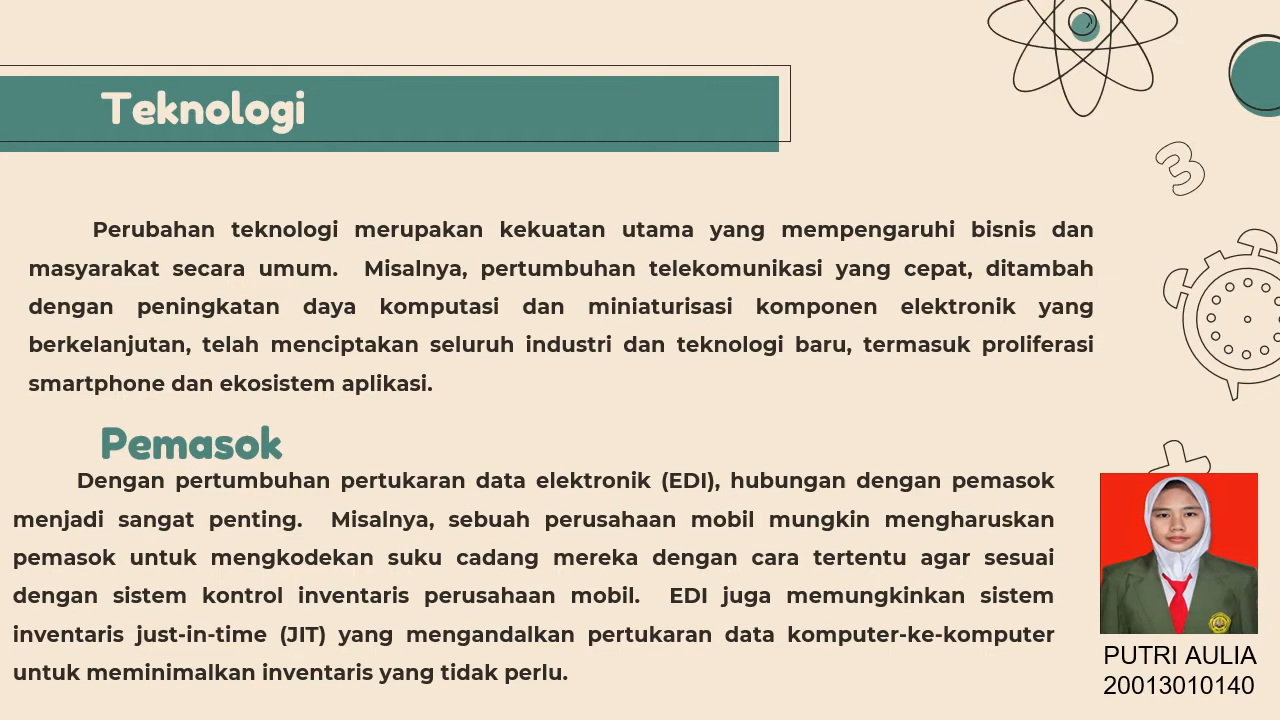 Teknologi
Perubahan teknologi merupakan kekuatan utama yang mempengaruhi bisnis dan
masyarakat secara umum. Misalnya, pertumbuhan telekomunikasi yang cepat, ditambah
dengan peningkatan daya komputasi dan miniaturisasi komponen elektronik yang
berkelanjutan, telah menciptakan seluruh industri dan teknologi baru, termasuk proliferasi
smartphone dan ekosistem aplikasi.
Pemasok
Dengan pertumbuhan pertukaran data elektronik (EDI), hubungan dengan pemasok
menjadi sangat penting. Misalnya, sebuah perusahaan mobil mungkin mengharuskan
pemasok untuk mengkodekan suku cadang mereka dengan cara tertentu agar sesuai
dengan sistem kontrol inventaris perusahaan mobil. EDI juga memungkinkan sistem
inventaris just-in-time (JIT) yang mengandalkan pertukaran data komputer-ke-komputer
untuk meminimalkan inventaris yang tidak perlu.
3
PUTRI AULIA
20013010140